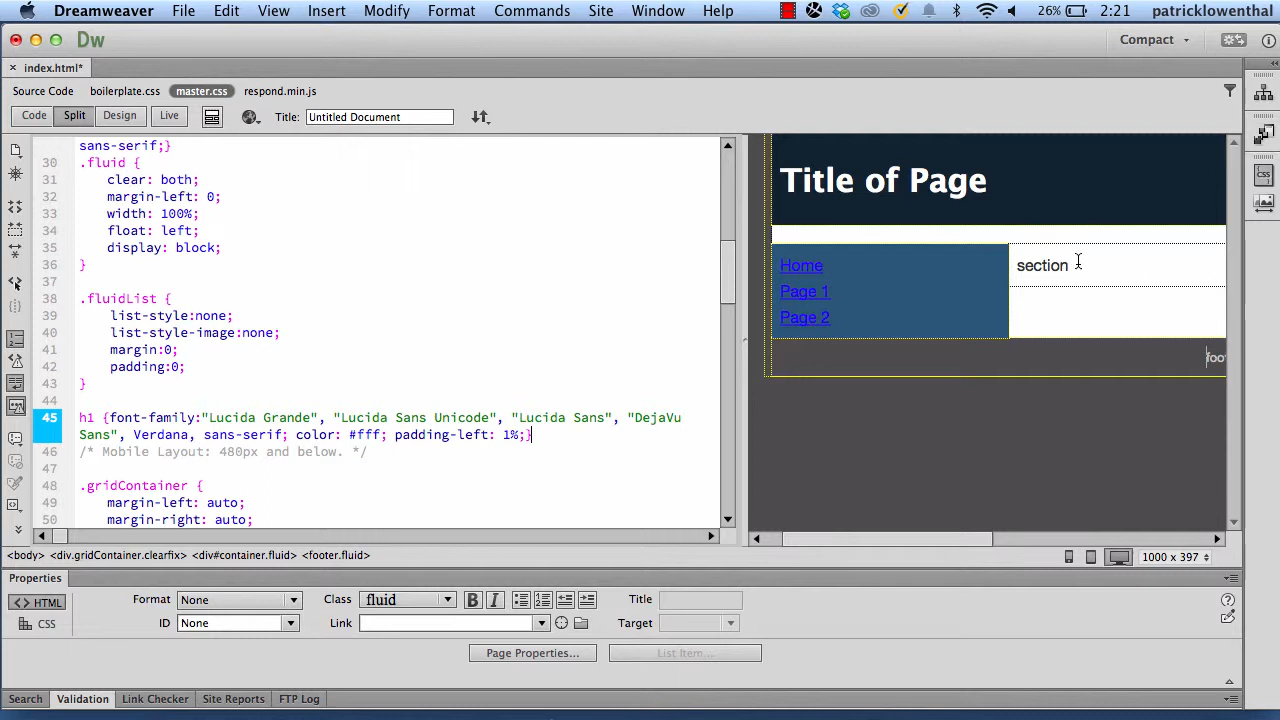 Dreamweaver File Edit View Insert Modify Format Commands Site Window Help 26% 2:21 patricklowenthal
Dw Compact
× index.html*
Source Code boilerplate.css master.css respond.min.js
Code Split Design Live Title: Untitled Document
sans-serif;}
30 .fluid {
31 clear: both;
32 margin-left: 0;
33 width: 100%;
34 float: left;
35 display: block;
36 }
37
38 .fluidList {
39 list-style:none;
40 list-style-image:none;
41 margin:0;
42 padding:0;
43 }
44
45 h1 {font-family:"Lucida Grande", "Lucida Sans Unicode", "Lucida Sans", "DejaVu
Sans", Verdana, sans-serif; color: #fff; padding-left: 1%;}
46 /* Mobile Layout: 480px and below. */
47
48 .gridContainer {
49 margin-left: auto;
50 margin-right: auto;
Title of Page
Home
Page 1
Page 2
section
foo
<body> <div.gridContainer.clearfix> <div#container.fluid> <footer.fluid> 1000 x 397
Properties
<> HTML Format None Class fluid B I Title
CSS ID None Link Target
Page Properties... List Item...
Search Validation Link Checker Site Reports FTP Log